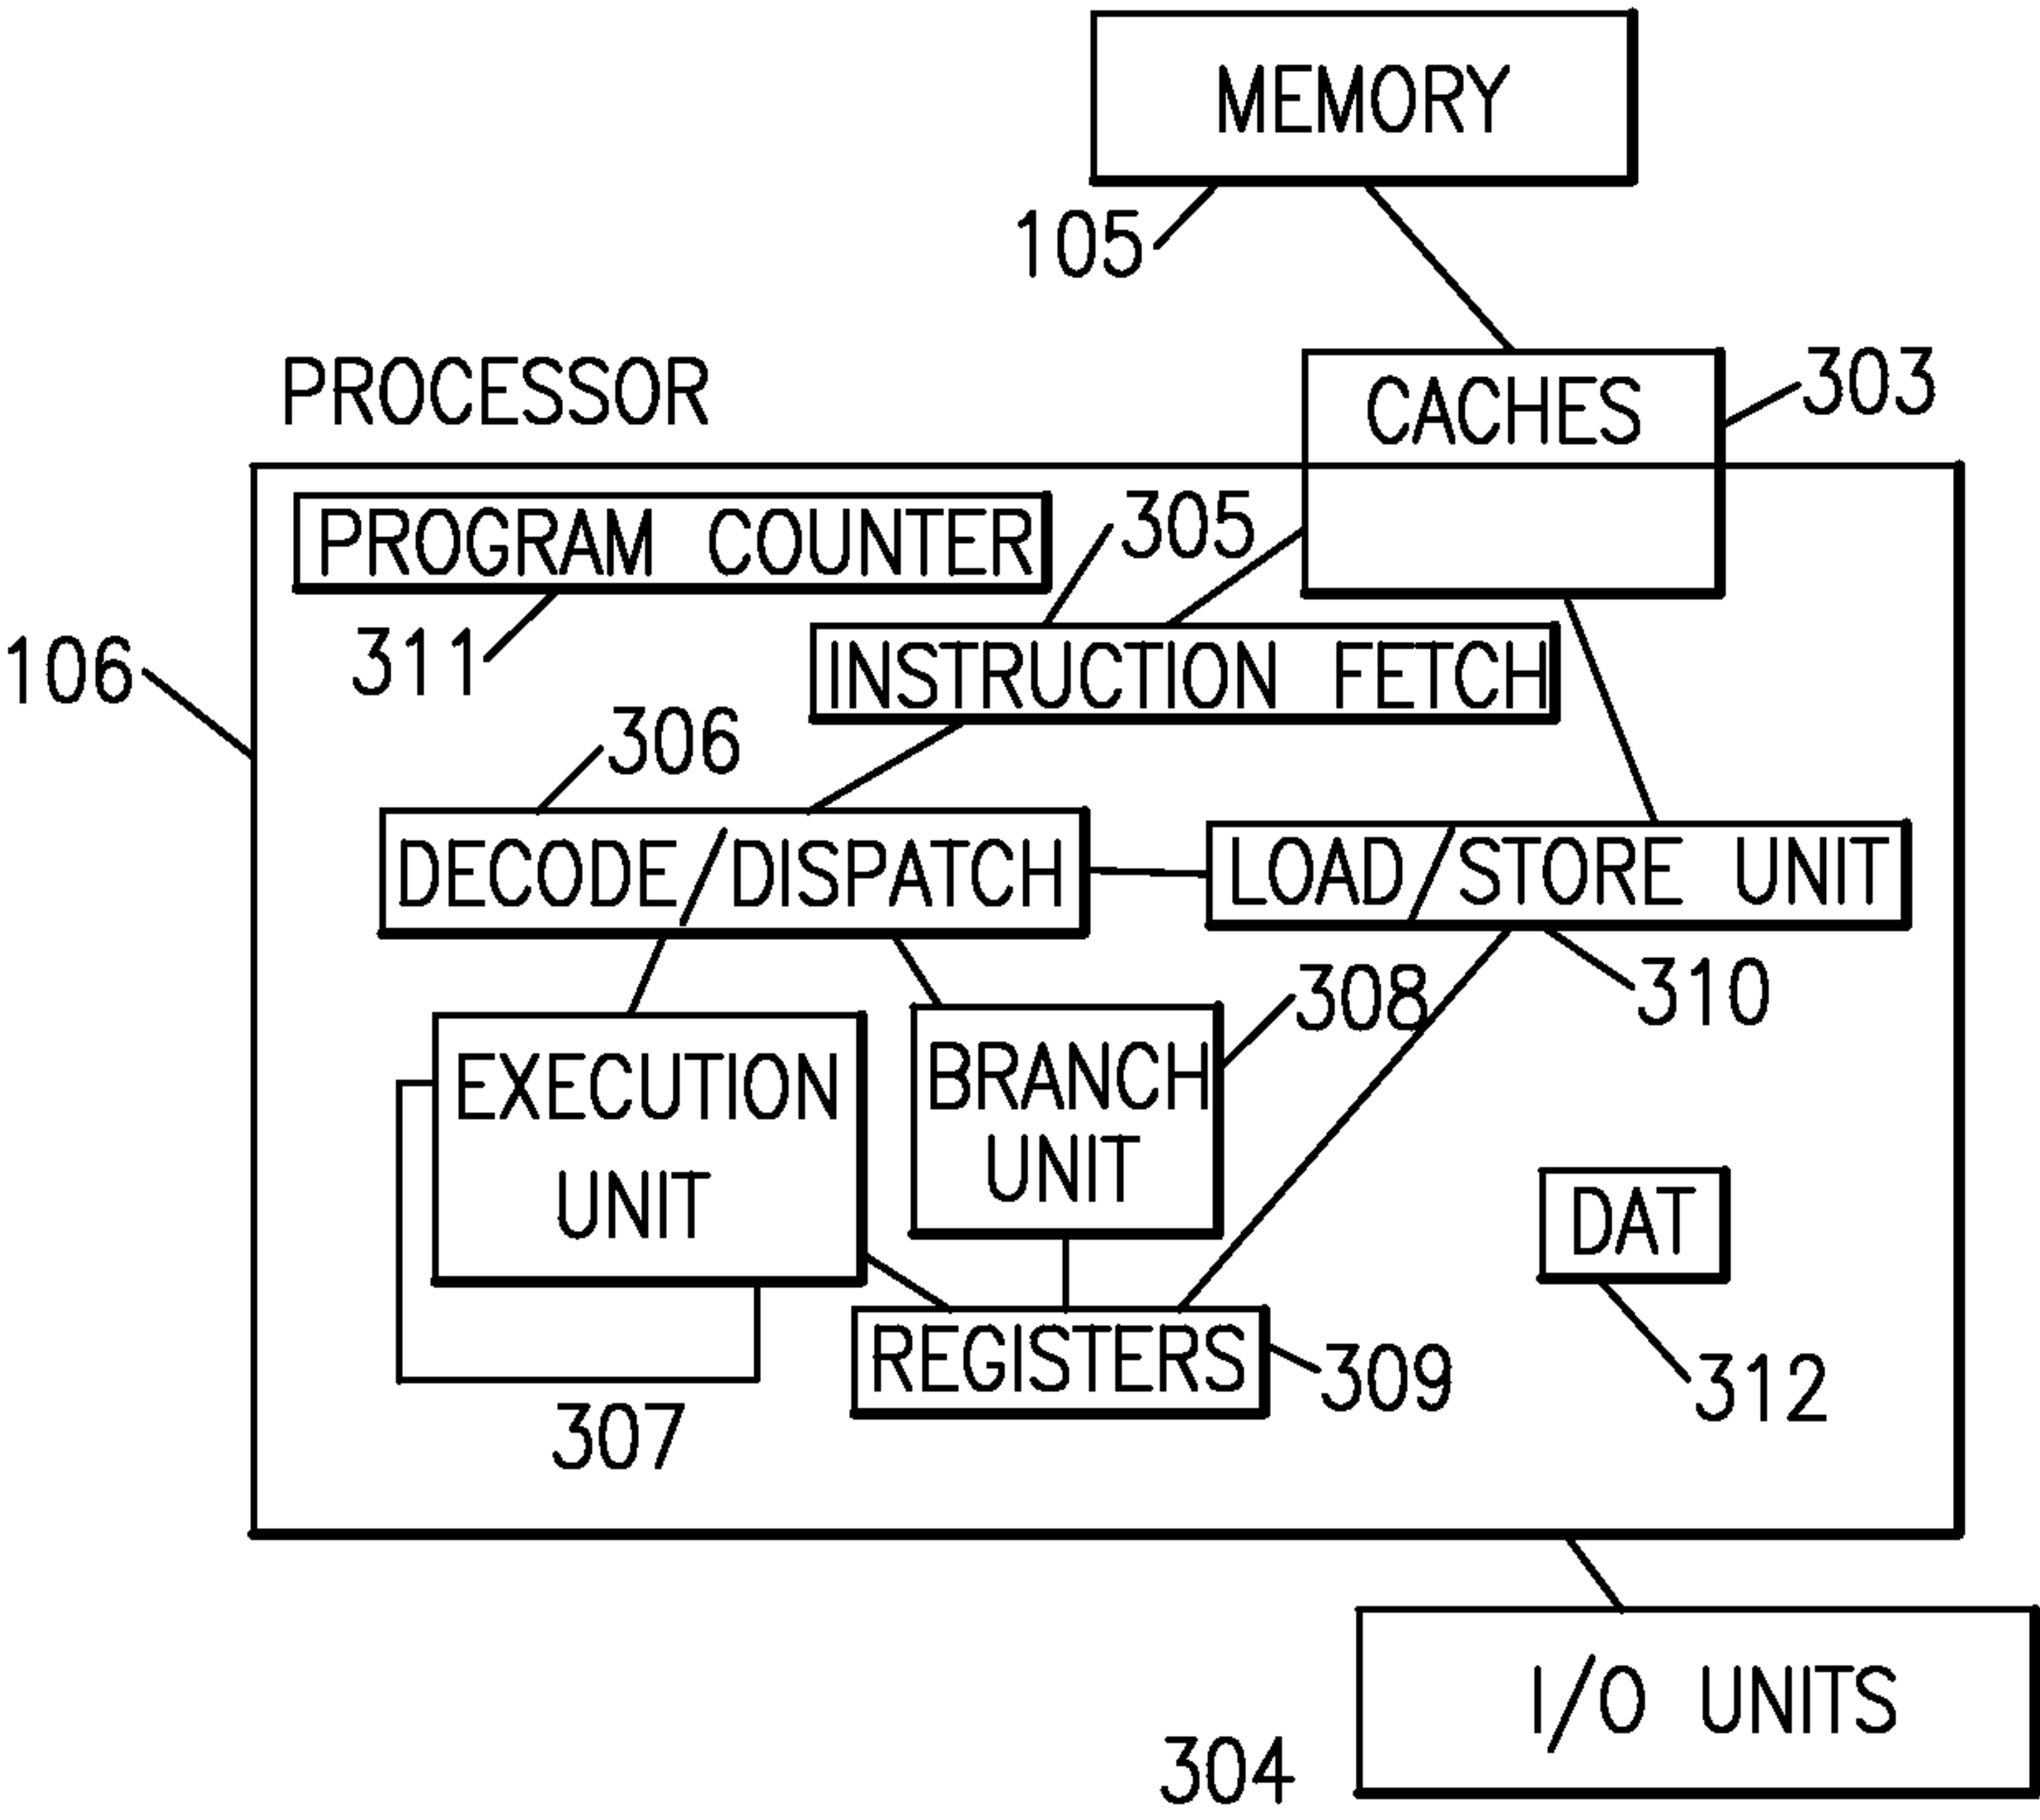 MEMORY
105
PROCESSOR
CACHES
303
PROGRAM COUNTER
305
311
INSTRUCTION FETCH
106
306
DECODE/DISPATCH
LOAD/STORE UNIT
308
310
EXECUTION
UNIT
BRANCH
UNIT
DAT
REGISTERS
309
312
307
I/O UNITS
304